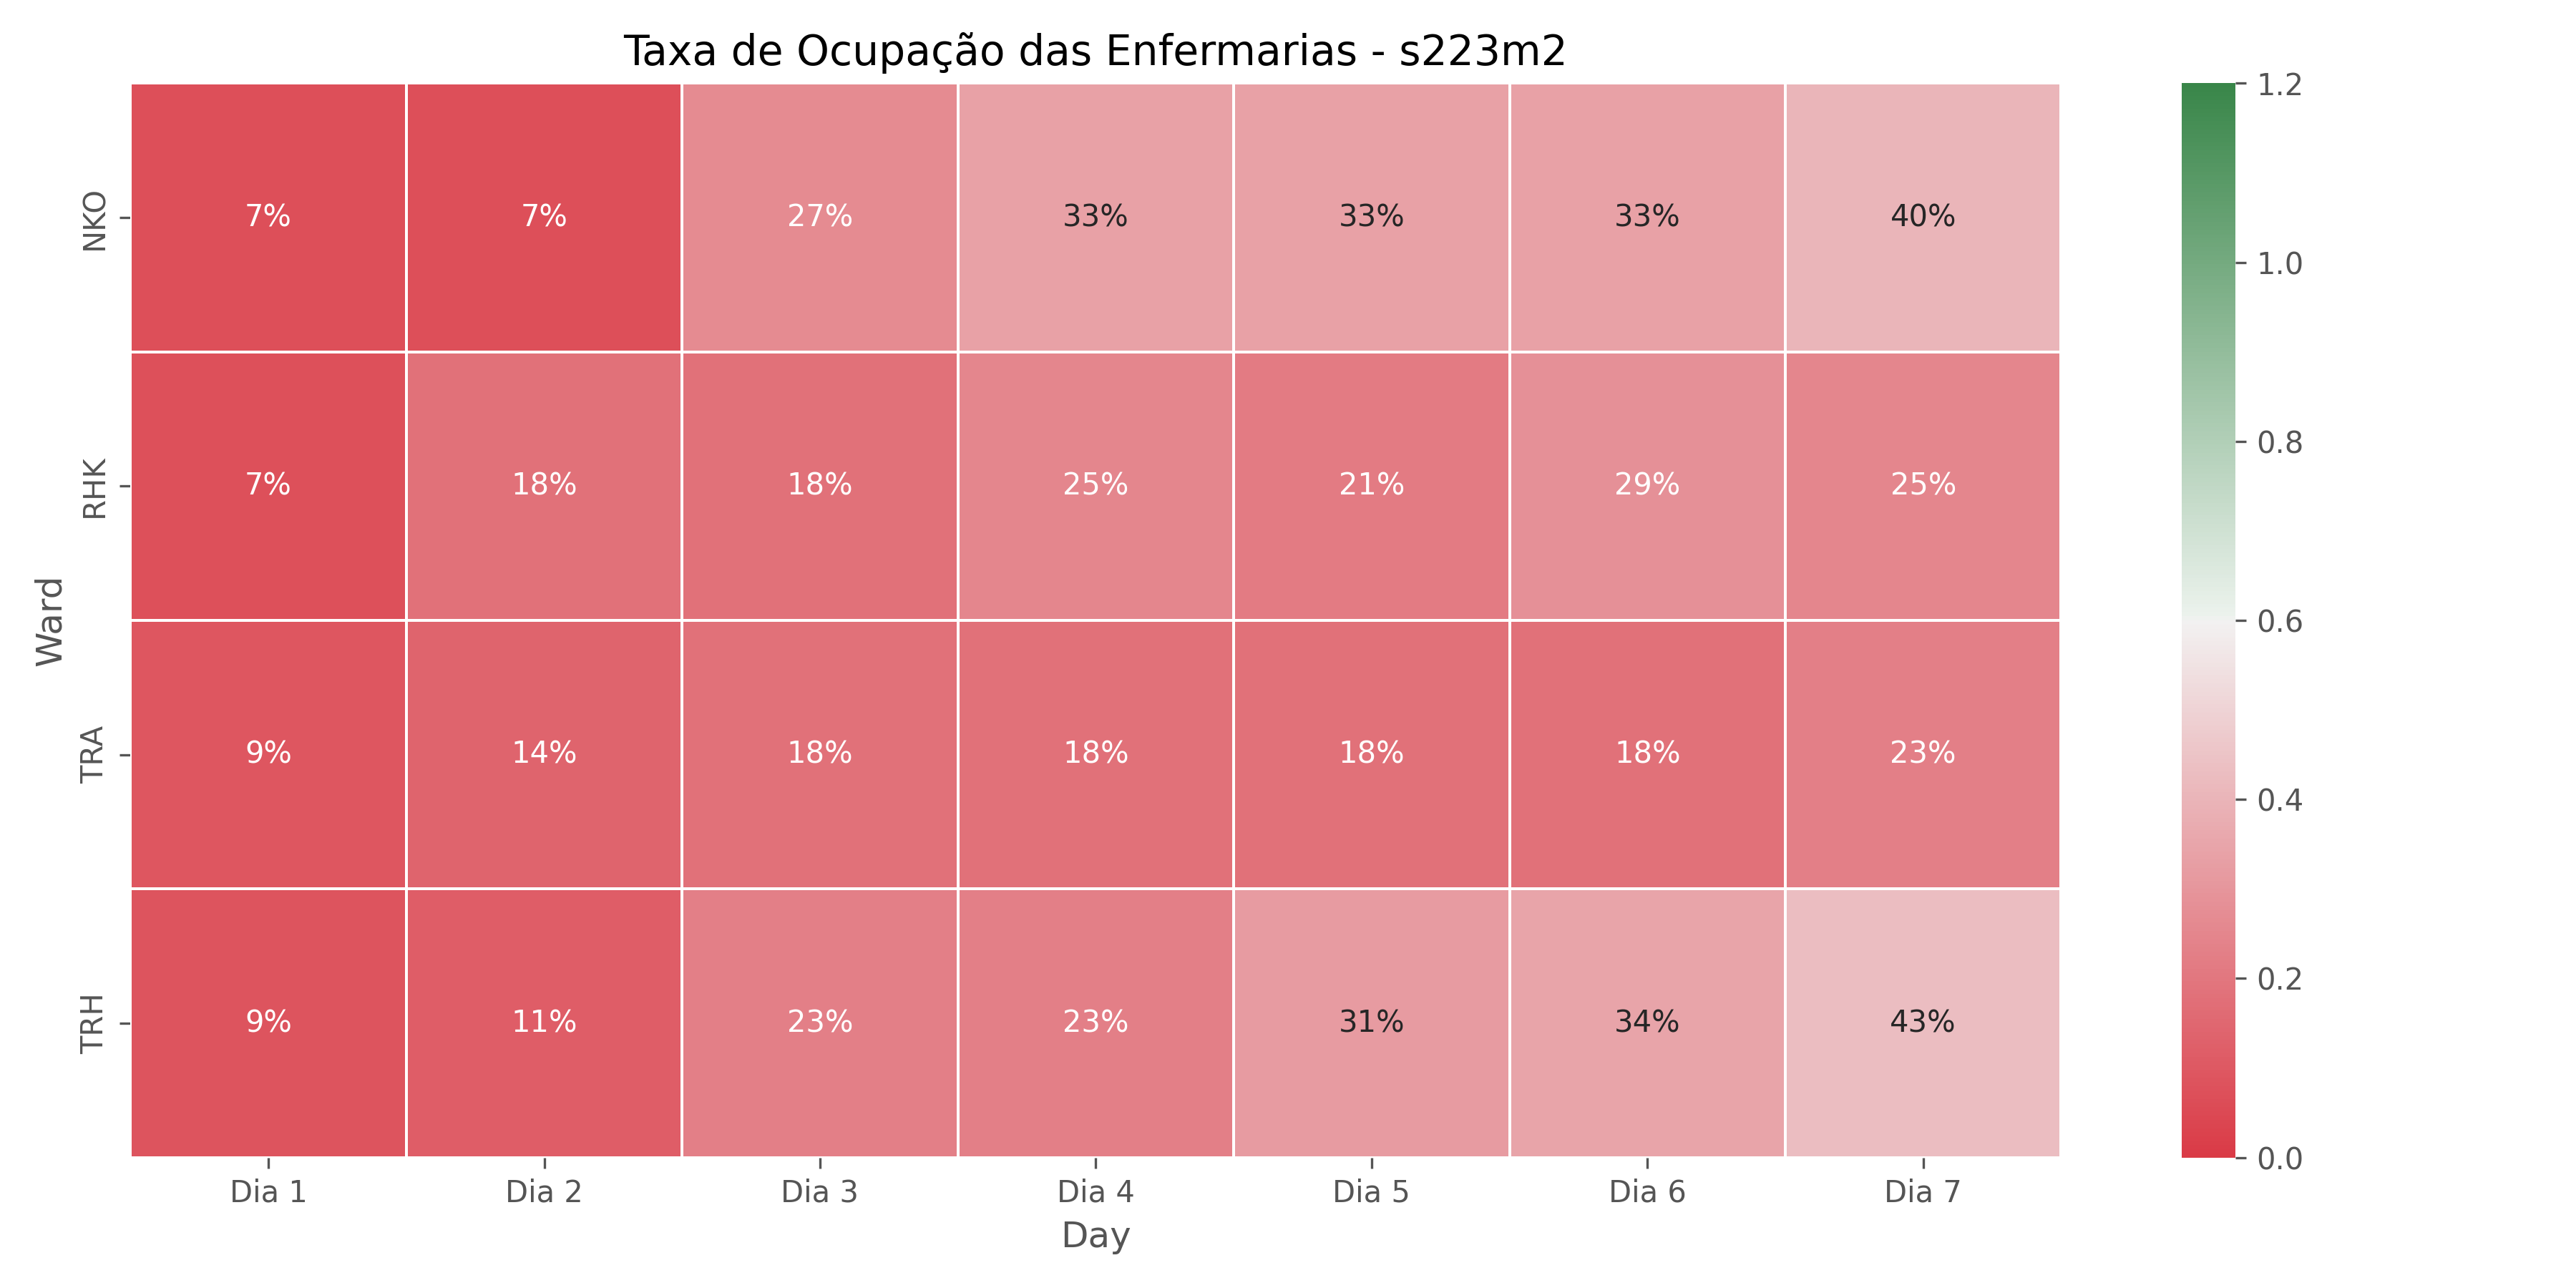 Taxa de Ocupação das Enfermarias - s223m2
Ward
NKO
7% 7% 27% 33% 33% 33% 40%
RHK
7% 18% 18% 25% 21% 29% 25%
TRA
9% 14% 18% 18% 18% 18% 23%
TRH
9% 11% 23% 23% 31% 34% 43%
Dia 1 Dia 2 Dia 3 Dia 4 Dia 5 Dia 6 Dia 7
Day
1.2
1.0
0.8
0.6
0.4
0.2
0.0